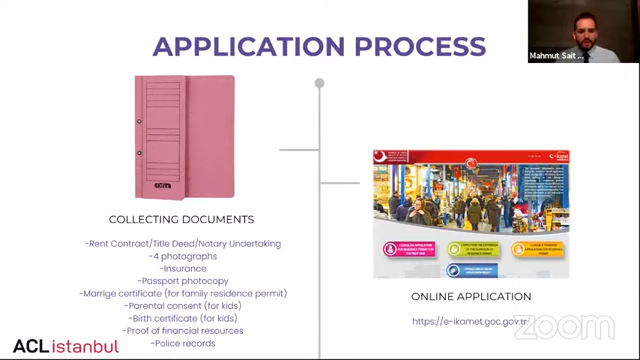 APPLICATION PROCESS
Mahmut Sait ...
COLLECTING DOCUMENTS
-Rent Contract/Title Deed/Notary Undertaking
-4 photographs
-Insurance
-Passport photocopy
-Marrige certificate (for family residence permit)
-Parental consent (for kids)
-Birth certificate (for kids)
-Proof of financial resources
-Police records
e-ikamet
ONLINE APPLICATION
https://e-ikamet.goc.gov.tr/
zoom
ACListanbul